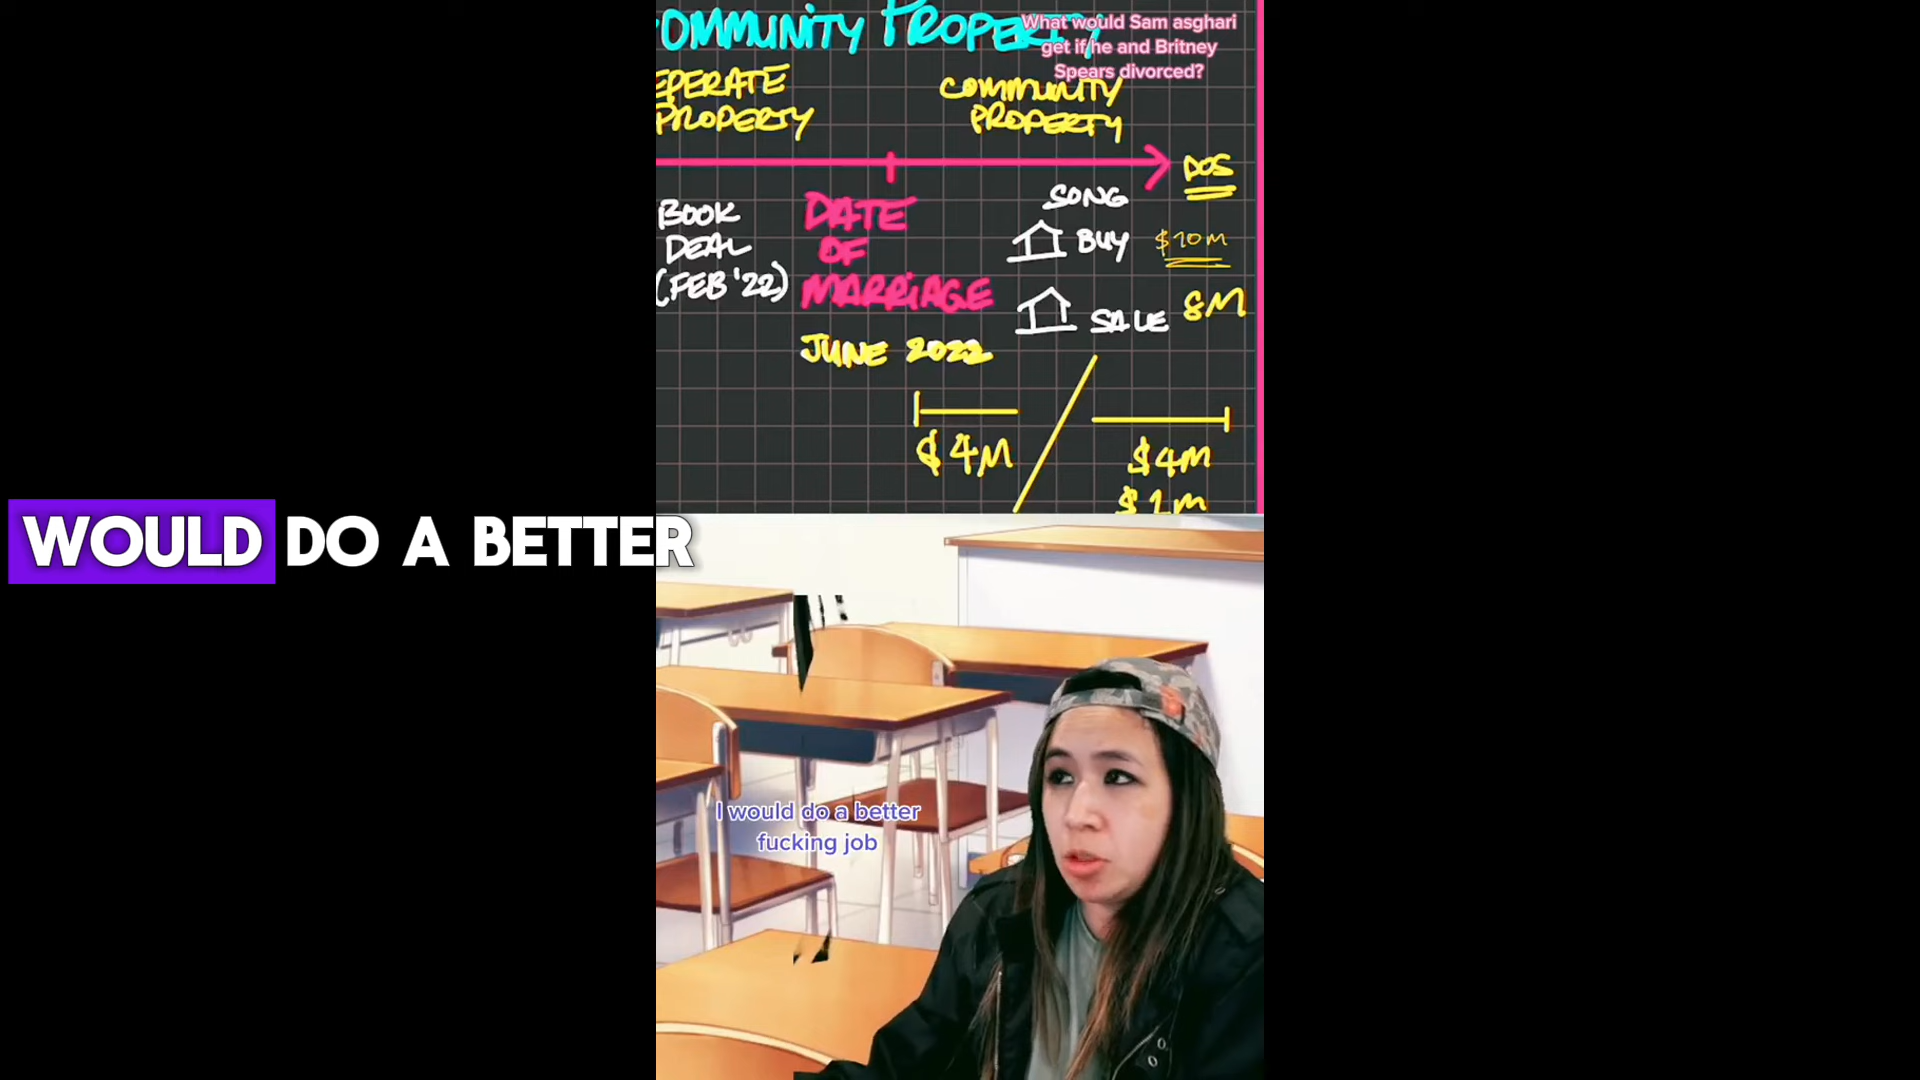 OMMUNITY PROPERTY
What would Sam asghari
get if he and Britney
Spears divorced?
EPERATE
PROPERTY
COMMUNITY
PROPERTY
DOS
BOOK
DEAL
(FEB '22)
DATE
OF
MARRIAGE
JUNE 2022
SONG
BUY
SALE
8M
$4M
$4M
WOULD DO A BETTER
I would do a better
fucking job